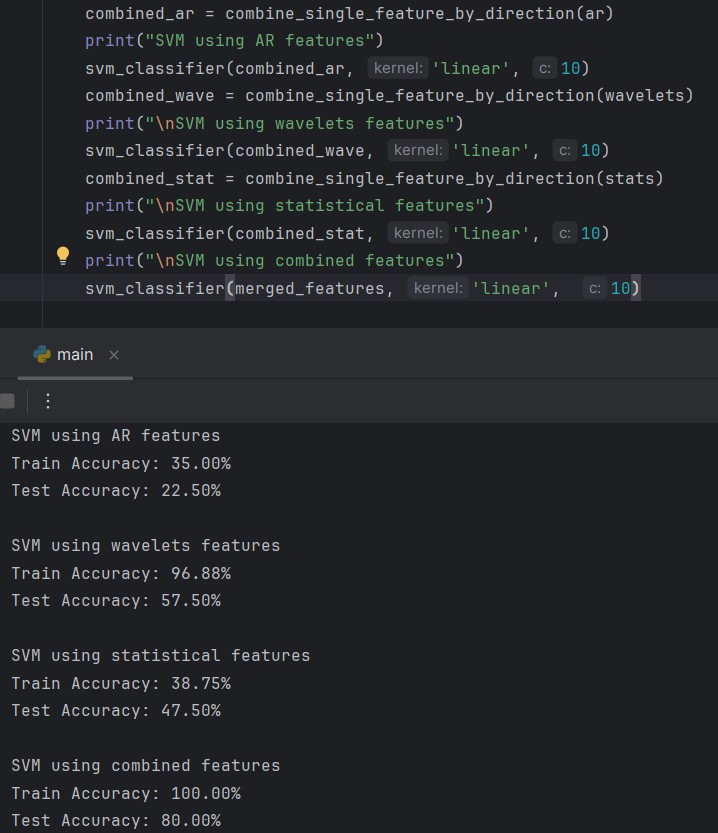 combined_ar = combine_single_feature_by_direction(ar)
print("SVM using AR features")
svm_classifier(combined_ar, kernel: 'linear', c: 10)
combined_wave = combine_single_feature_by_direction(wavelets)
print("\nSVM using wavelets features")
svm_classifier(combined_wave, kernel: 'linear', c: 10)
combined_stat = combine_single_feature_by_direction(stats)
print("\nSVM using statistical features")
svm_classifier(combined_stat, kernel: 'linear', c: 10)
print("\nSVM using combined features")
svm_classifier(merged_features, kernel: 'linear', c: 10)
main
SVM using AR features
Train Accuracy: 35.00%
Test Accuracy: 22.50%
SVM using wavelets features
Train Accuracy: 96.88%
Test Accuracy: 57.50%
SVM using statistical features
Train Accuracy: 38.75%
Test Accuracy: 47.50%
SVM using combined features
Train Accuracy: 100.00%
Test Accuracy: 80.00%